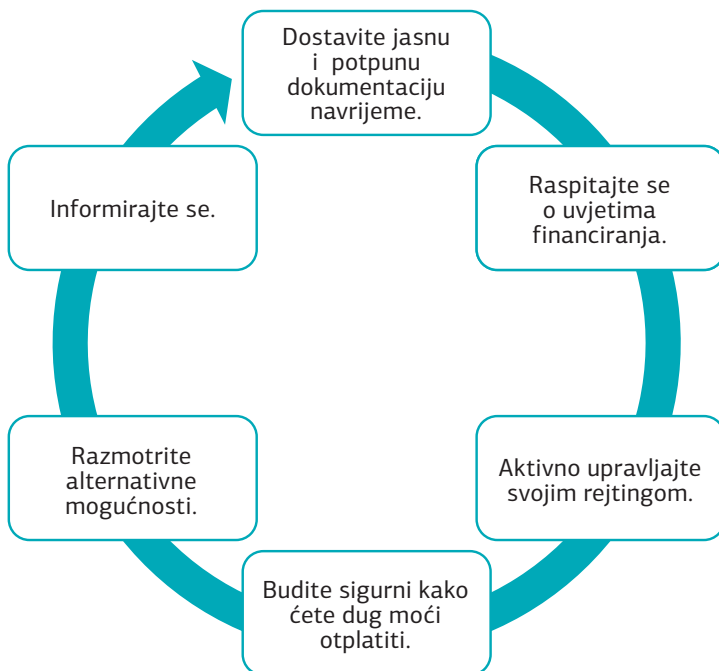 Dostavite jasnu
i potpunu
dokumentaciju
navrijeme.
Raspitajte se
o uvjetima
financiranja.
Aktivno upravljajte
svojim rejtingom.
Budite sigurni kako
ćete dug moći
otplatiti.
Razmotrite
alternativne
mogućnosti.
Informirajte se.